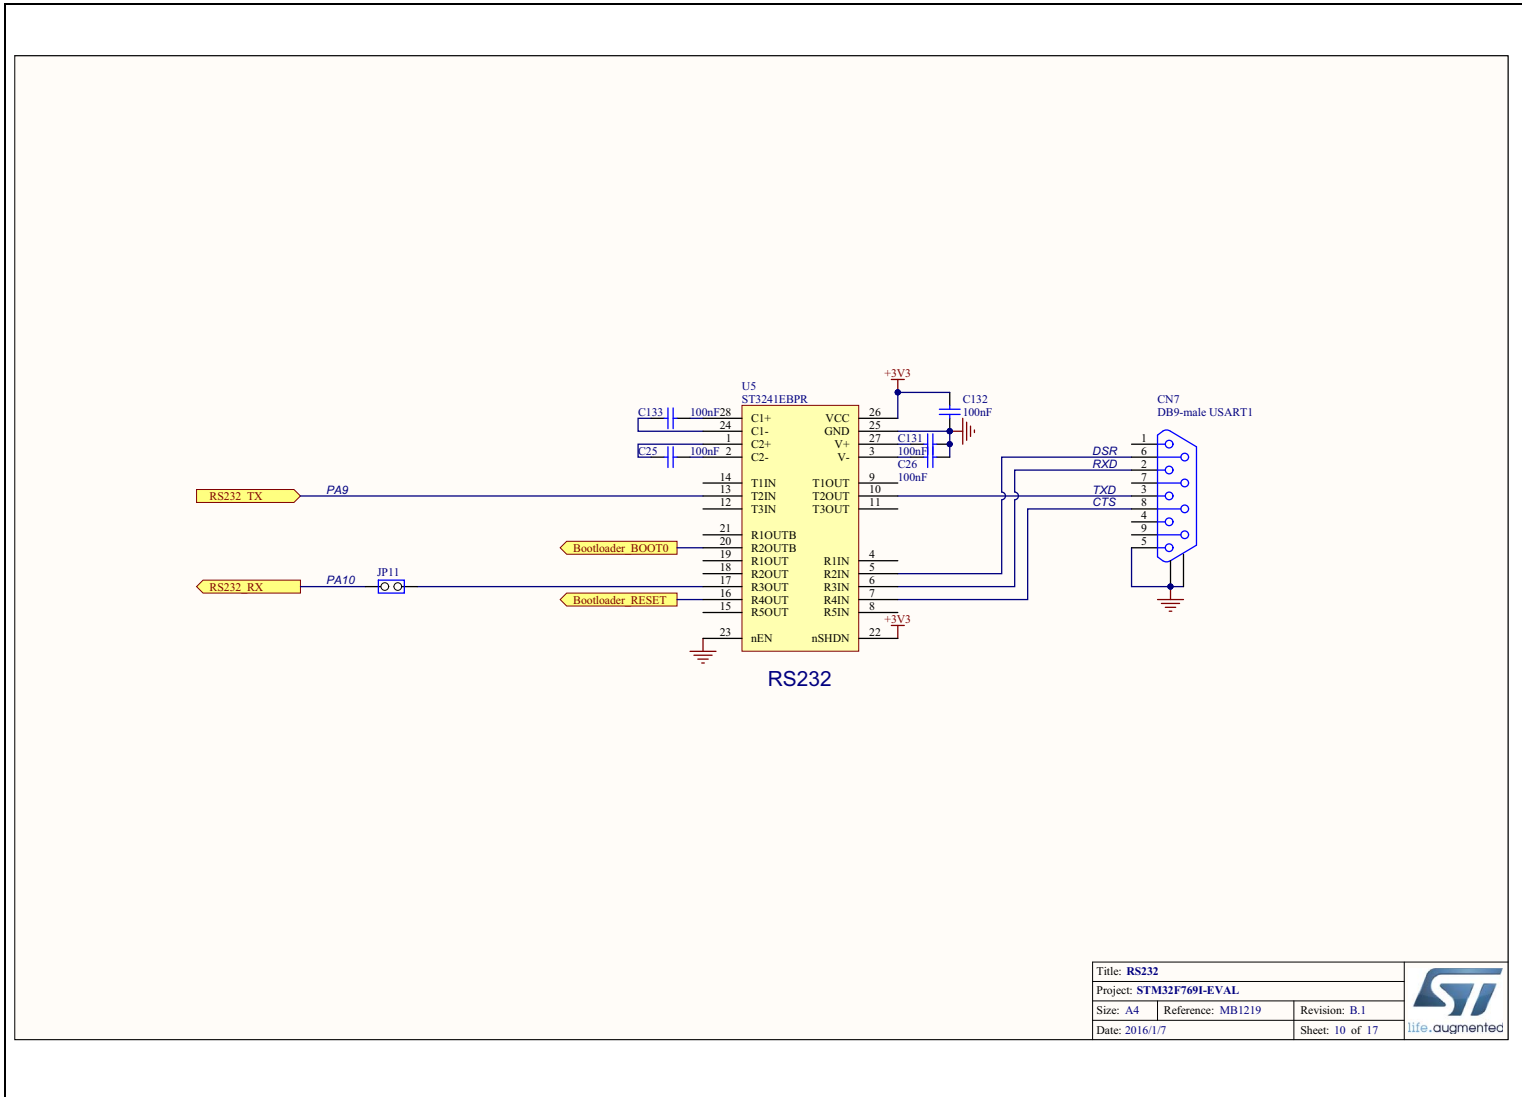 +3V3
U5
ST3241EBPR
C133 100nF 28 C1+ VCC 26
24 C1- GND 25
1 C2+ V+ 27
C25 100nF 2 C2- V- 3
C132
100nF
C131
100nF
C26
100nF
14 T1IN T1OUT 9
RS232_TX PA9 13 T2IN T2OUT 10
12 T3IN T3OUT 11
21 R1OUTB
Bootloader_BOOT0 20 R2OUTB
19 R1OUT R1IN 4
18 R2OUT R2IN 5
RS232_RX PA10 JP11 17 R3OUT R3IN 6
Bootloader_RESET 16 R4OUT R4IN 7
15 R5OUT R5IN 8
+3V3
23 nEN nSHDN 22
RS232
CN7
DB9-male USART1
1
DSR 6
RXD 2
7
TXD 3
CTS 8
4
9
5
Title: RS232
Project: STM32F769I-EVAL
Size: A4 Reference: MB1219 Revision: B.1
Date: 2016/1/7 Sheet: 10 of 17
ST
life.augmented